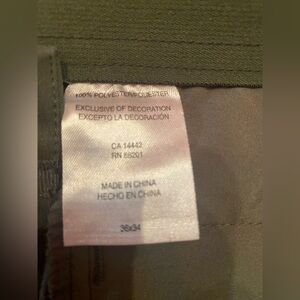 100% POLYESTER/POLIESTER
EXCLUSIVE OF DECORATION
EXCEPTO LA DECORACIÓN
CA 14442
RN 66201
MADE IN CHINA
HECHO EN CHINA
36x34